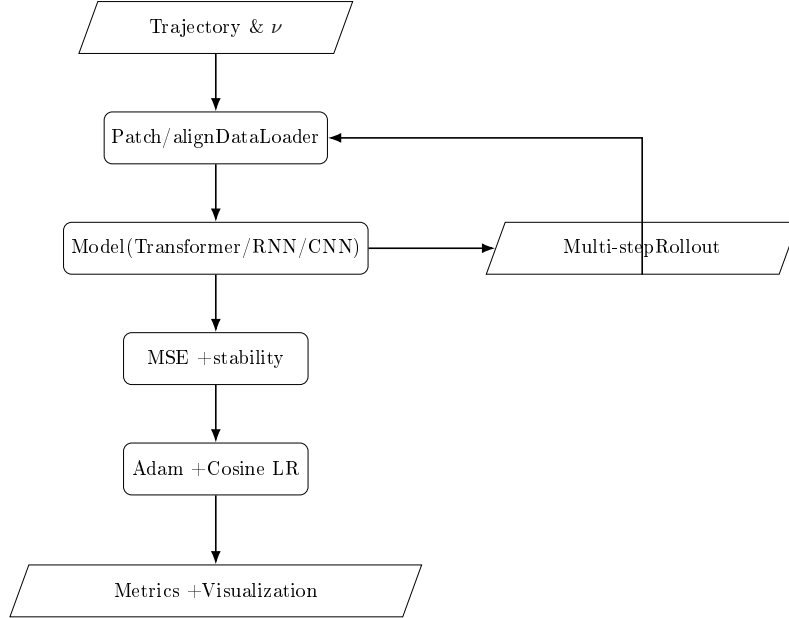 Trajectory & ν
Patch/alignDataLoader
Model(Transformer/RNN/CNN)
Multi-stepRollout
MSE +stability
Adam +Cosine LR
Metrics +Visualization